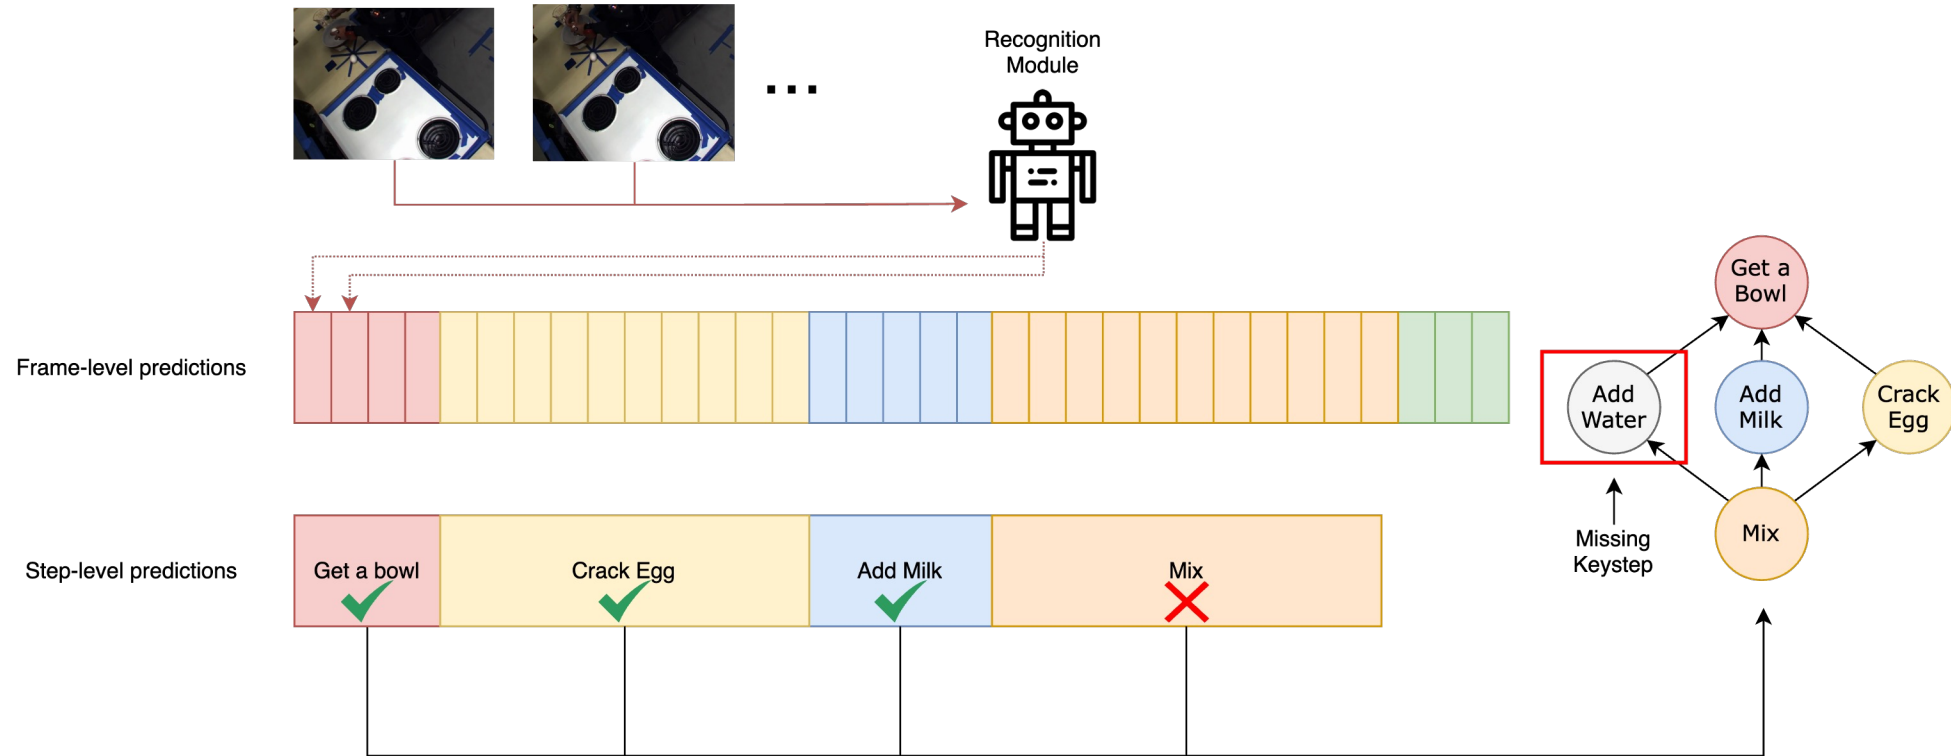 Recognition
Module
Get a
Bowl
Frame-level predictions
Add
Water
Add
Milk
Crack
Egg
Mix
Missing
Keystep
Step-level predictions
Get a bowl
Crack Egg
Add Milk
Mix